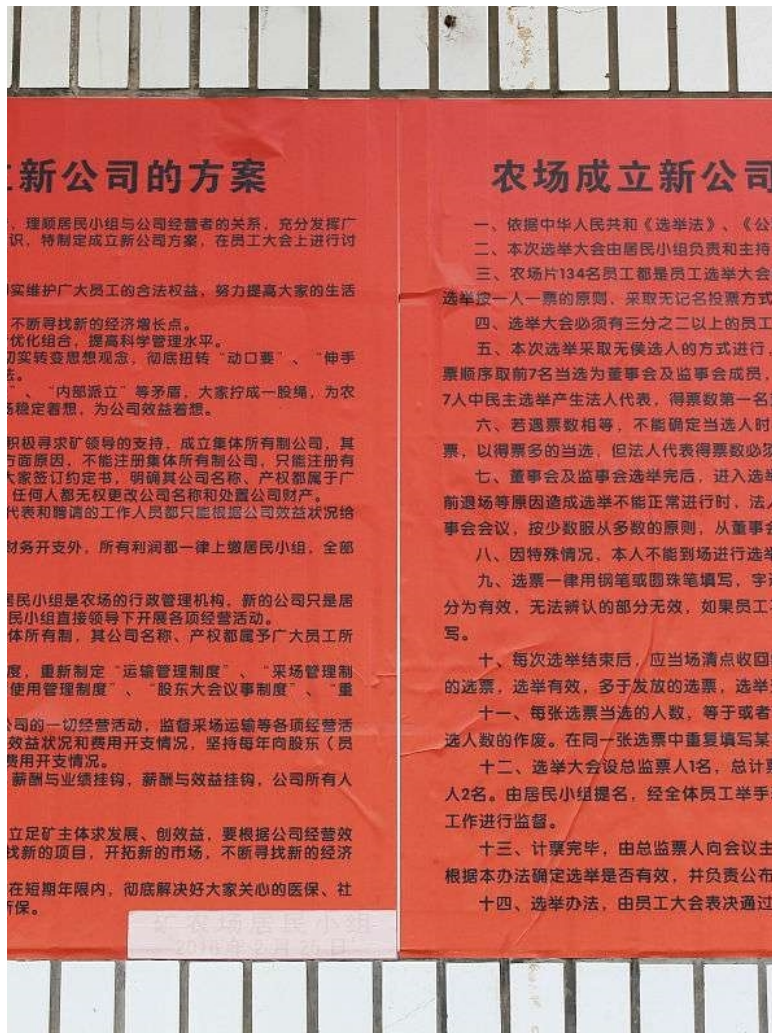 立新公司的方案
，理顺居民小组与公司经营者的关系，充分发挥广
识，特制定成立新公司方案，在员工大会上进行讨
实维护广大员工的合法权益，努力提高大家的生活
不断寻找新的经济增长点。
优化组合，提高科学管理水平。
切实转变思想观念，彻底扭转“动口要”、“伸手
”、“内部派立”等矛盾，大家拧成一股绳，为农
稳定着想，为公司效益着想。
积极寻求矿领导的支持，成立集体所有制公司，其
方面原因，不能注册集体所有制公司，只能注册有
大家签订约定书，明确其公司名称、产权都属于广
任何人都无权更改公司名称和处置公司财产。
代表和聘请的工作人员都只能根据公司效益状况给
财务开支外，所有利润都一律上缴居民小组，全部
居民小组是农场的行政管理机构，新的公司只是居
民小组直接领导下开展各项经营活动。
体所有制，其公司名称、产权都属予广大员工所
度，重新制定“运输管理制度”、“采场管理制
使用管理制度”、“股东大会议事制度”、“重
公司的一切经营活动，监督采场运输等各项经营活
效益状况和费用开支情况，坚持每年向股东（员
费用开支情况。
薪酬与业绩挂钩，薪酬与效益挂钩，公司所有人
立足矿主体求发展、创效益，要根据公司经营效
找新的项目，开拓新的市场，不断寻找新的经济
在短期年限内，彻底解决好大家关心的医保、社
保。
矿农场居民小组
农场成立新公司
一、依据中华人民共和《选举法》、《公
二、本次选举大会由居民小组负责和主持
三、农场片134名员工都是员工选举大会
选举按一人一票的原则，采取无记名投票方式
四、选举大会必须有三分之二以上的员工
五、本次选举采取无侯选人的方式进行，
票顺序取前7名当选为董事会及监事会成员，
7人中民主选举产生法人代表，得票数第一名
六、若遇票数相等，不能确定当选人时
票，以得票多的当选，但法人代表得票数必须
七、董事会及监事会选举完后，进入选举
前退场等原因造成选举不能正常进行时，法人
事会会议，按少数服从多数的原则，从董事会
八、因特殊情况，本人不能到场进行选举
九、选票一律用钢笔或圆珠笔填写，字
分为有效，无法辨认的部分无效，如果员工
写。
十、每次选举结束后，应当场清点收回
的选票，选举有效，多于发放的选票，选举
十一、每张选票当选的人数，等于或者
选人数的作废。在同一张选票中重复填写某
十二、选举大会设总监票人1名，总计票
人2名。由居民小组提名，经全体员工举手
工作进行监督。
十三、计票完毕，由总监票人向会议主
根据本办法确定选举是否有效，并负责公布
十四、选举办法，由员工大会表决通过